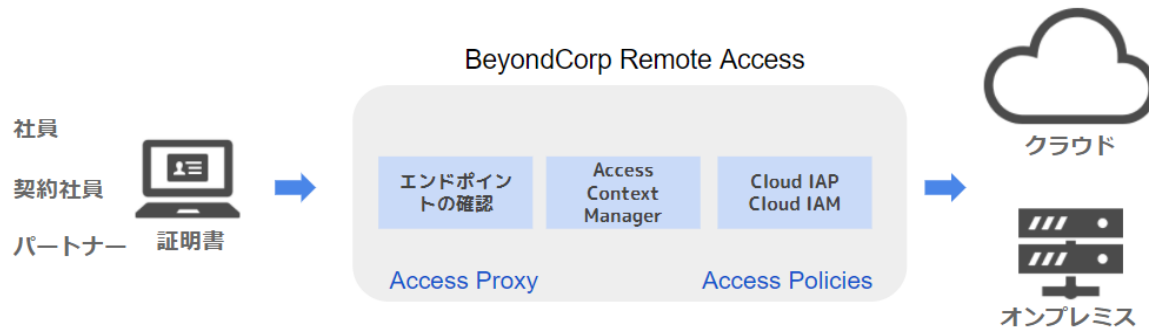 BeyondCorp Remote Access
社員
契約社員
パートナー
証明書
エンドポイン
トの確認
Access
Context
Manager
Cloud IAP
Cloud IAM
Access Proxy
Access Policies
クラウド
オンプレミス